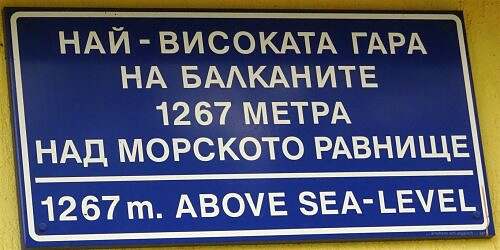 НАЙ - ВИСОКАТА ГАРА
НА БАЛКАНИТЕ
1267 МЕТРА
НАД МОРСКОТО РАВНИЩЕ
1267 m. ABOVE SEA-LEVEL